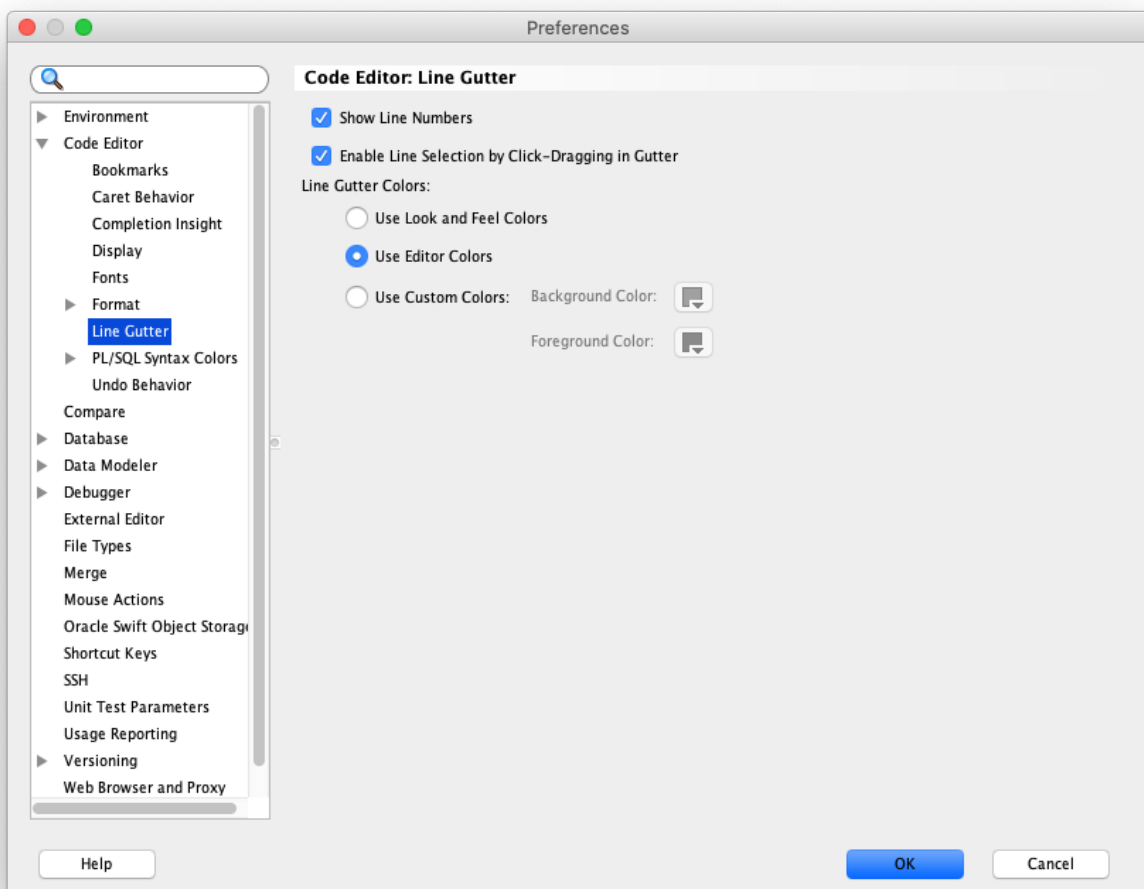 Preferences
Environment
Code Editor
Bookmarks
Caret Behavior
Completion Insight
Display
Fonts
Format
Line Gutter
PL/SQL Syntax Colors
Undo Behavior
Compare
Database
Data Modeler
Debugger
External Editor
File Types
Merge
Mouse Actions
Oracle Swift Object Storage
Shortcut Keys
SSH
Unit Test Parameters
Usage Reporting
Versioning
Web Browser and Proxy
Code Editor: Line Gutter
Show Line Numbers
Enable Line Selection by Click-Dragging in Gutter
Line Gutter Colors:
Use Look and Feel Colors
Use Editor Colors
Use Custom Colors: Background Color:
Foreground Color:
Help OK Cancel